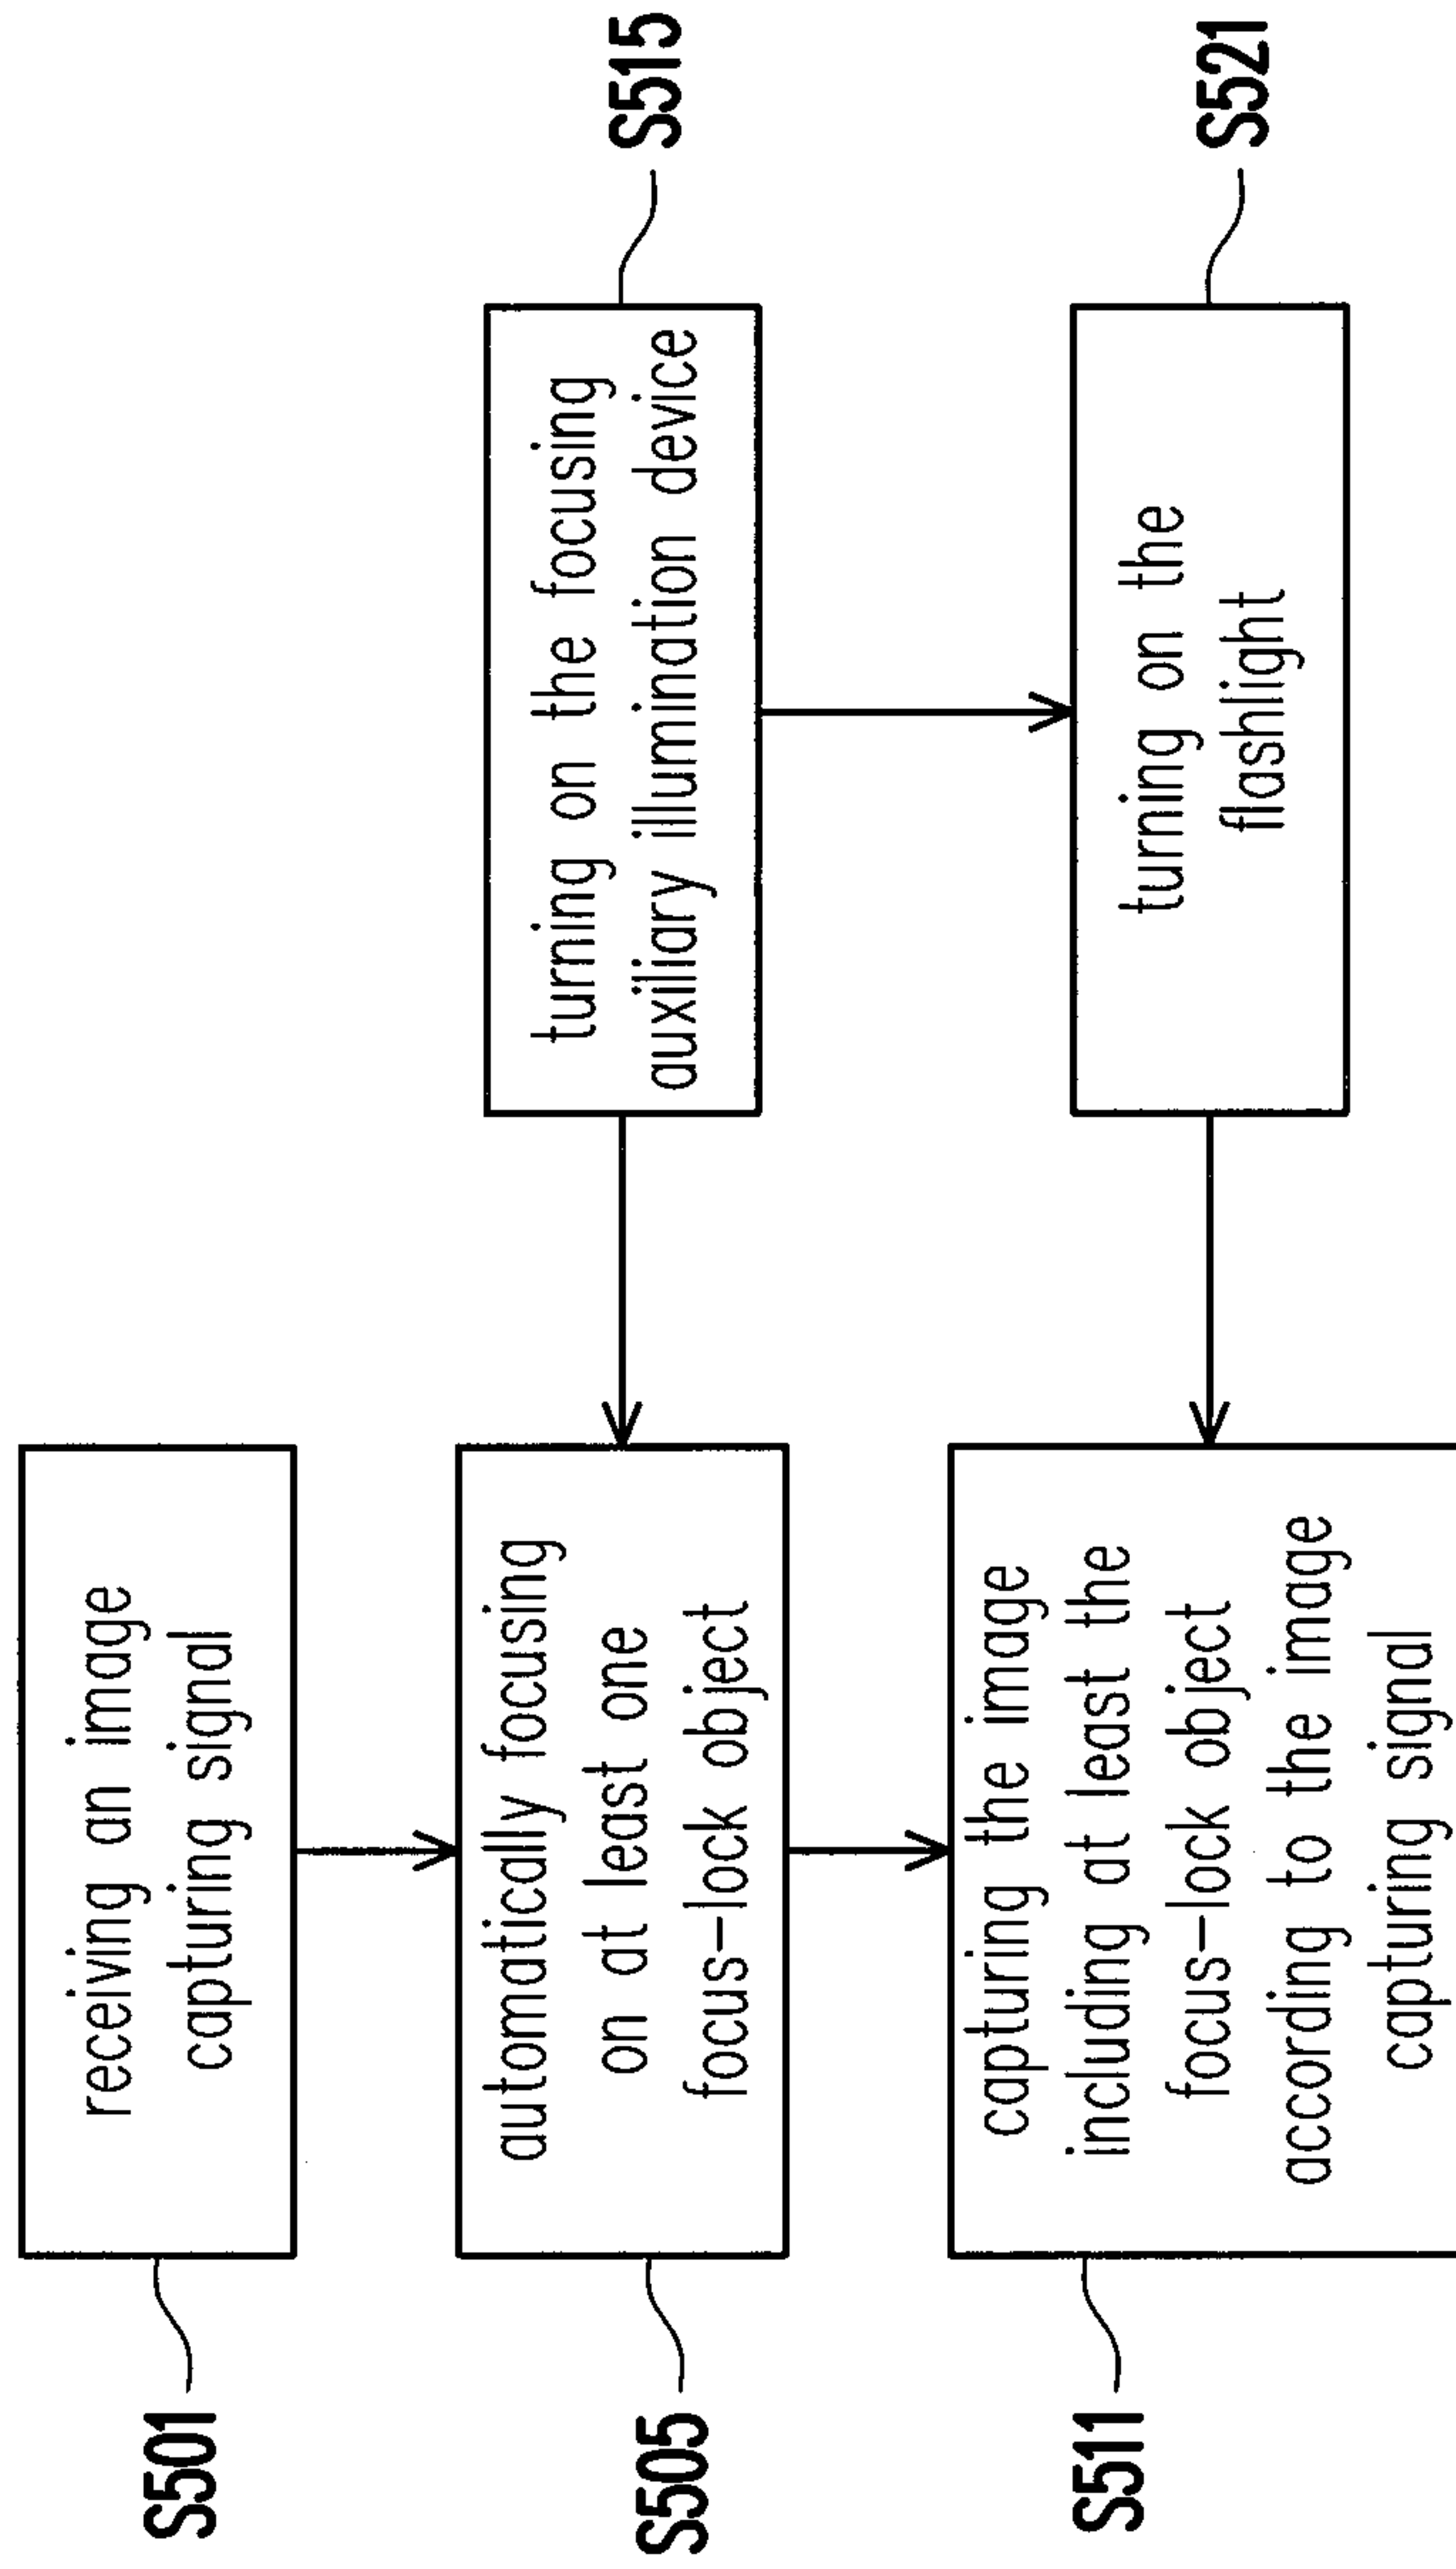 S501
receiving an image
capturing signal
S505
automatically focusing
on at least one
focus-lock object
turning on the focusing
auxiliary illumination device
S515
S511
capturing the image
including at least the
focus-lock object
according to the image
capturing signal
turning on the
flashlight
S521